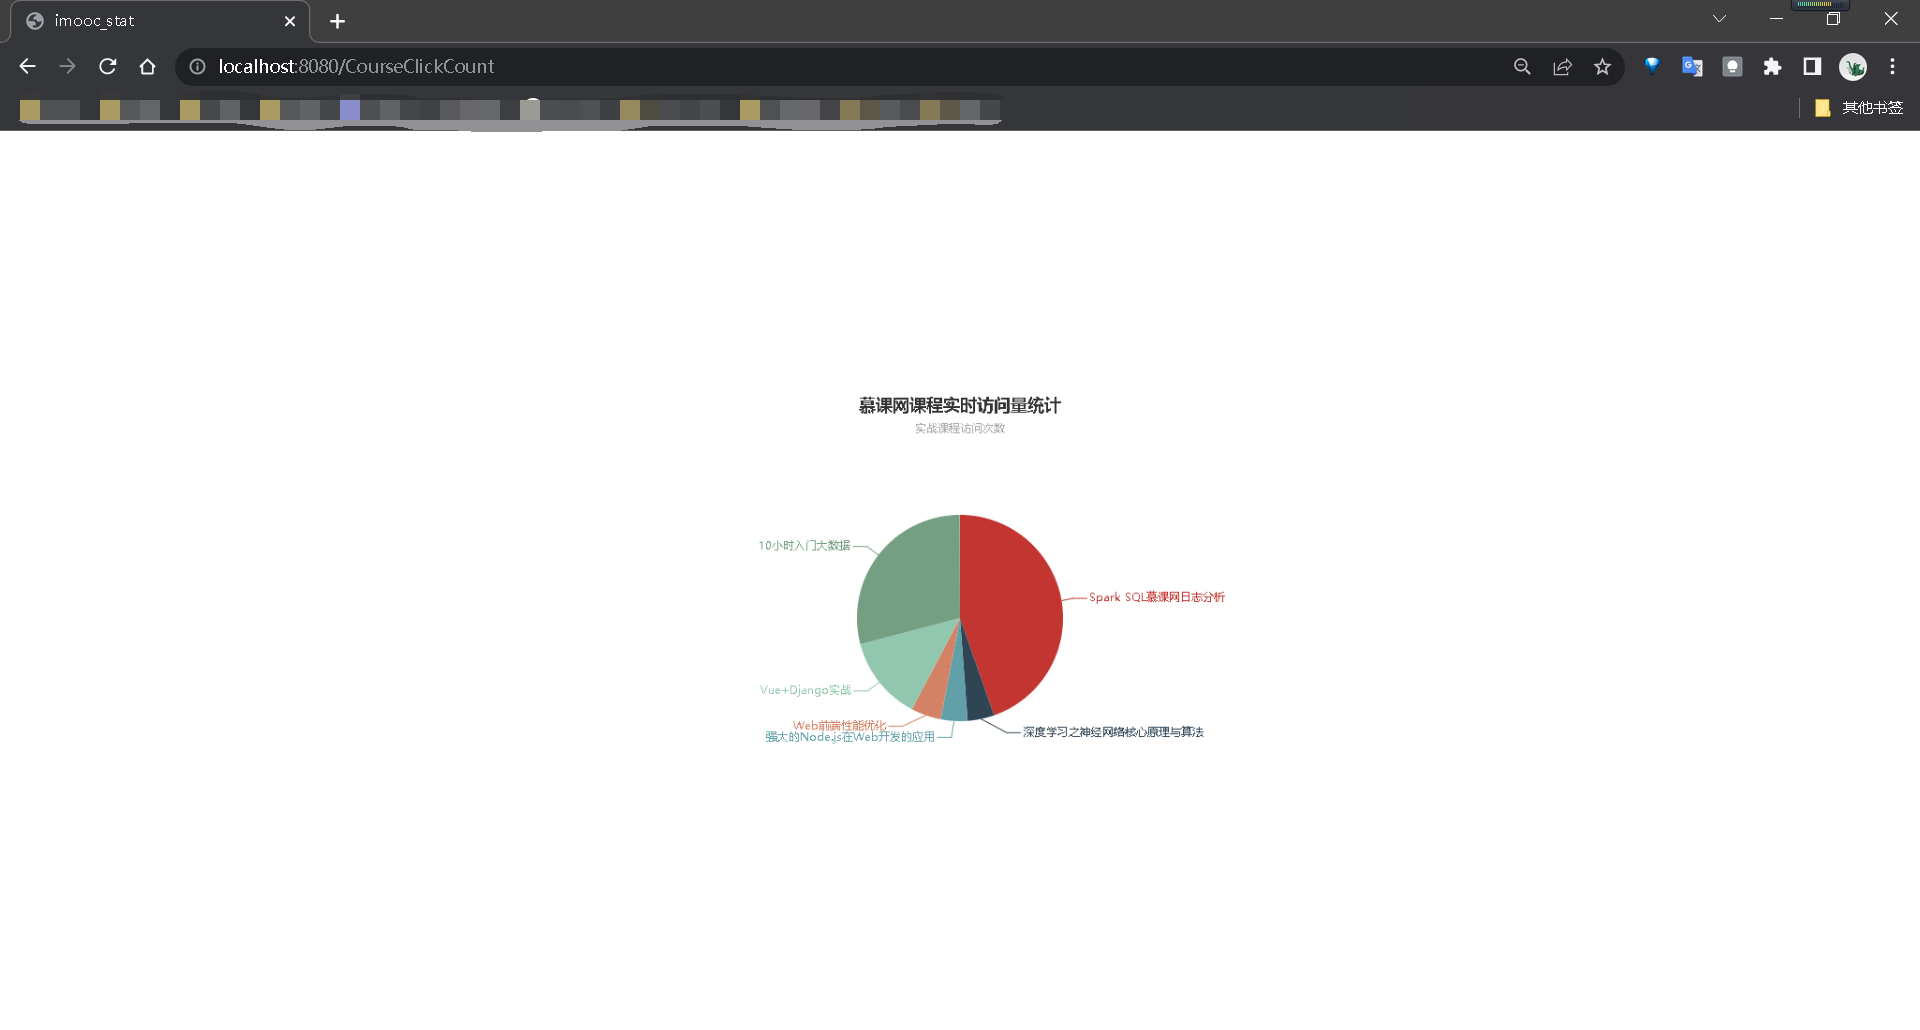 imooc_stat
localhost:8080/CourseClickCount
其他书签
慕课网课程实时访问量统计
实战课程访问次数
10小时入门大数据
Spark SQL慕课网日志分析
Vue+Django实战
Web前端性能优化
强大的Node.js在Web开发的应用
深度学习之神经网络核心原理与算法